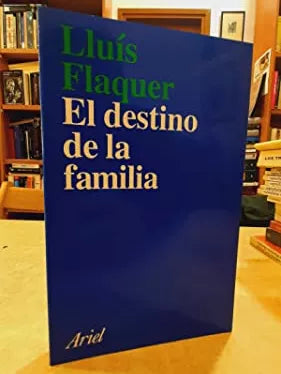 Lluís
Flaquer
El destino
de la
familia
Ariel